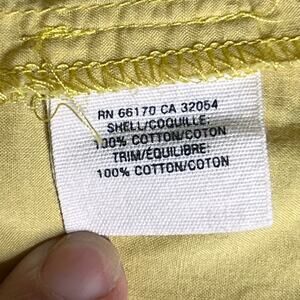 RN 66170 CA 32054
SHELL/COQUILLE:
100% COTTON/COTON
TRIM/ÉQUILIBRE:
100% COTTON/COTON